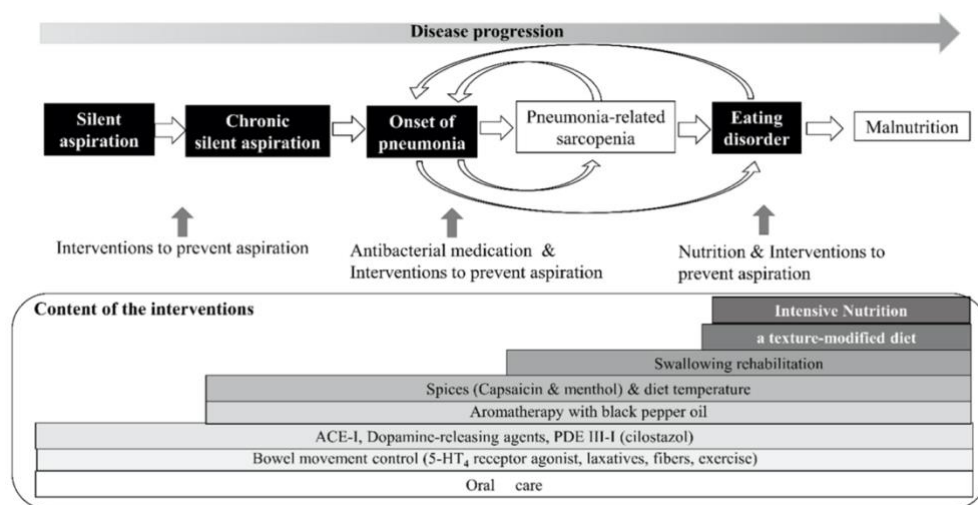 Disease progression
Silent
aspiration
Chronic
silent aspiration
Onset of
pneumonia
Pneumonia-related
sarcopenia
Eating
disorder
Malnutrition
Interventions to prevent aspiration
Antibacterial medication &
Interventions to prevent aspiration
Nutrition & Interventions to
prevent aspiration
Content of the interventions
Intensive Nutrition
a texture-modified diet
Swallowing rehabilitation
Spices (Capsaicin & menthol) & diet temperature
Aromatherapy with black pepper oil
ACE-I, Dopamine-releasing agents, PDE III-I (cilostazol)
Bowel movement control (5-HT₄ receptor agonist, laxatives, fibers, exercise)
Oral care